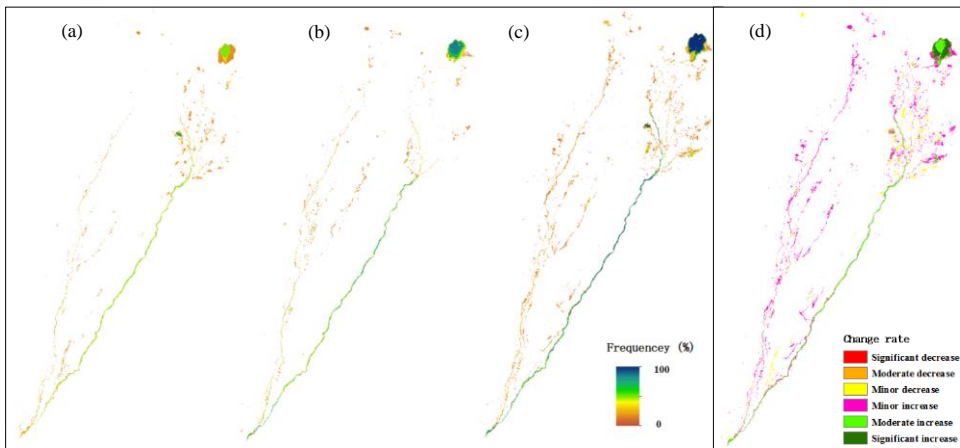 (a)
(b)
(c)
(d)
Frequencey (%)
100
0
Change rate
Significant decrease
Moderate decrease
Minor decrease
Minor increase
Moderate increase
Significant increase